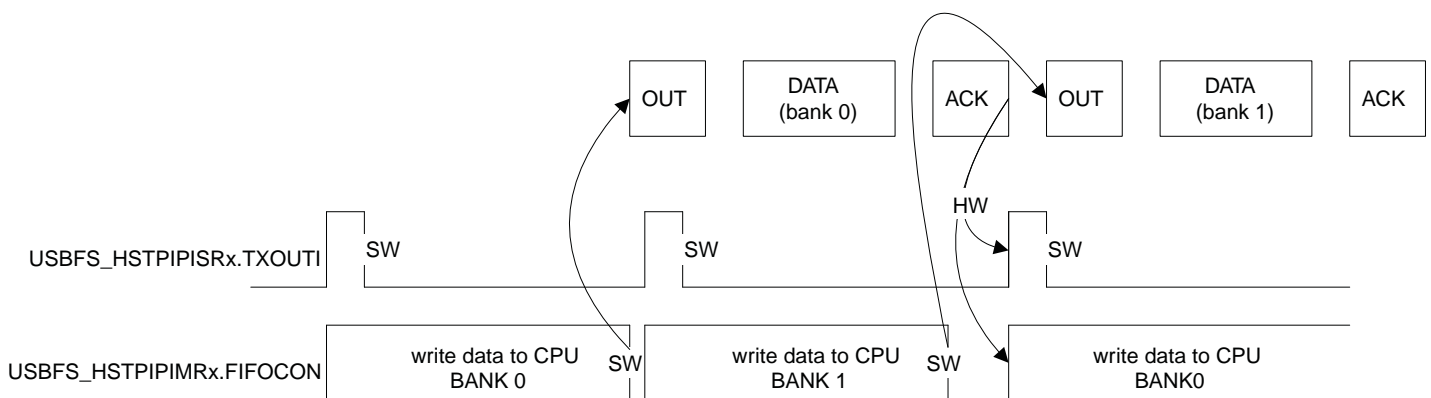 OUT
DATA
(bank 0)
ACK
OUT
DATA
(bank 1)
ACK
HW
USBFS_HSTPIPISRx.TXOUTI
SW
SW
SW
USBFS_HSTPIPIMRx.FIFOCON
write data to CPU
BANK 0
SW
write data to CPU
BANK 1
SW
write data to CPU
BANK0